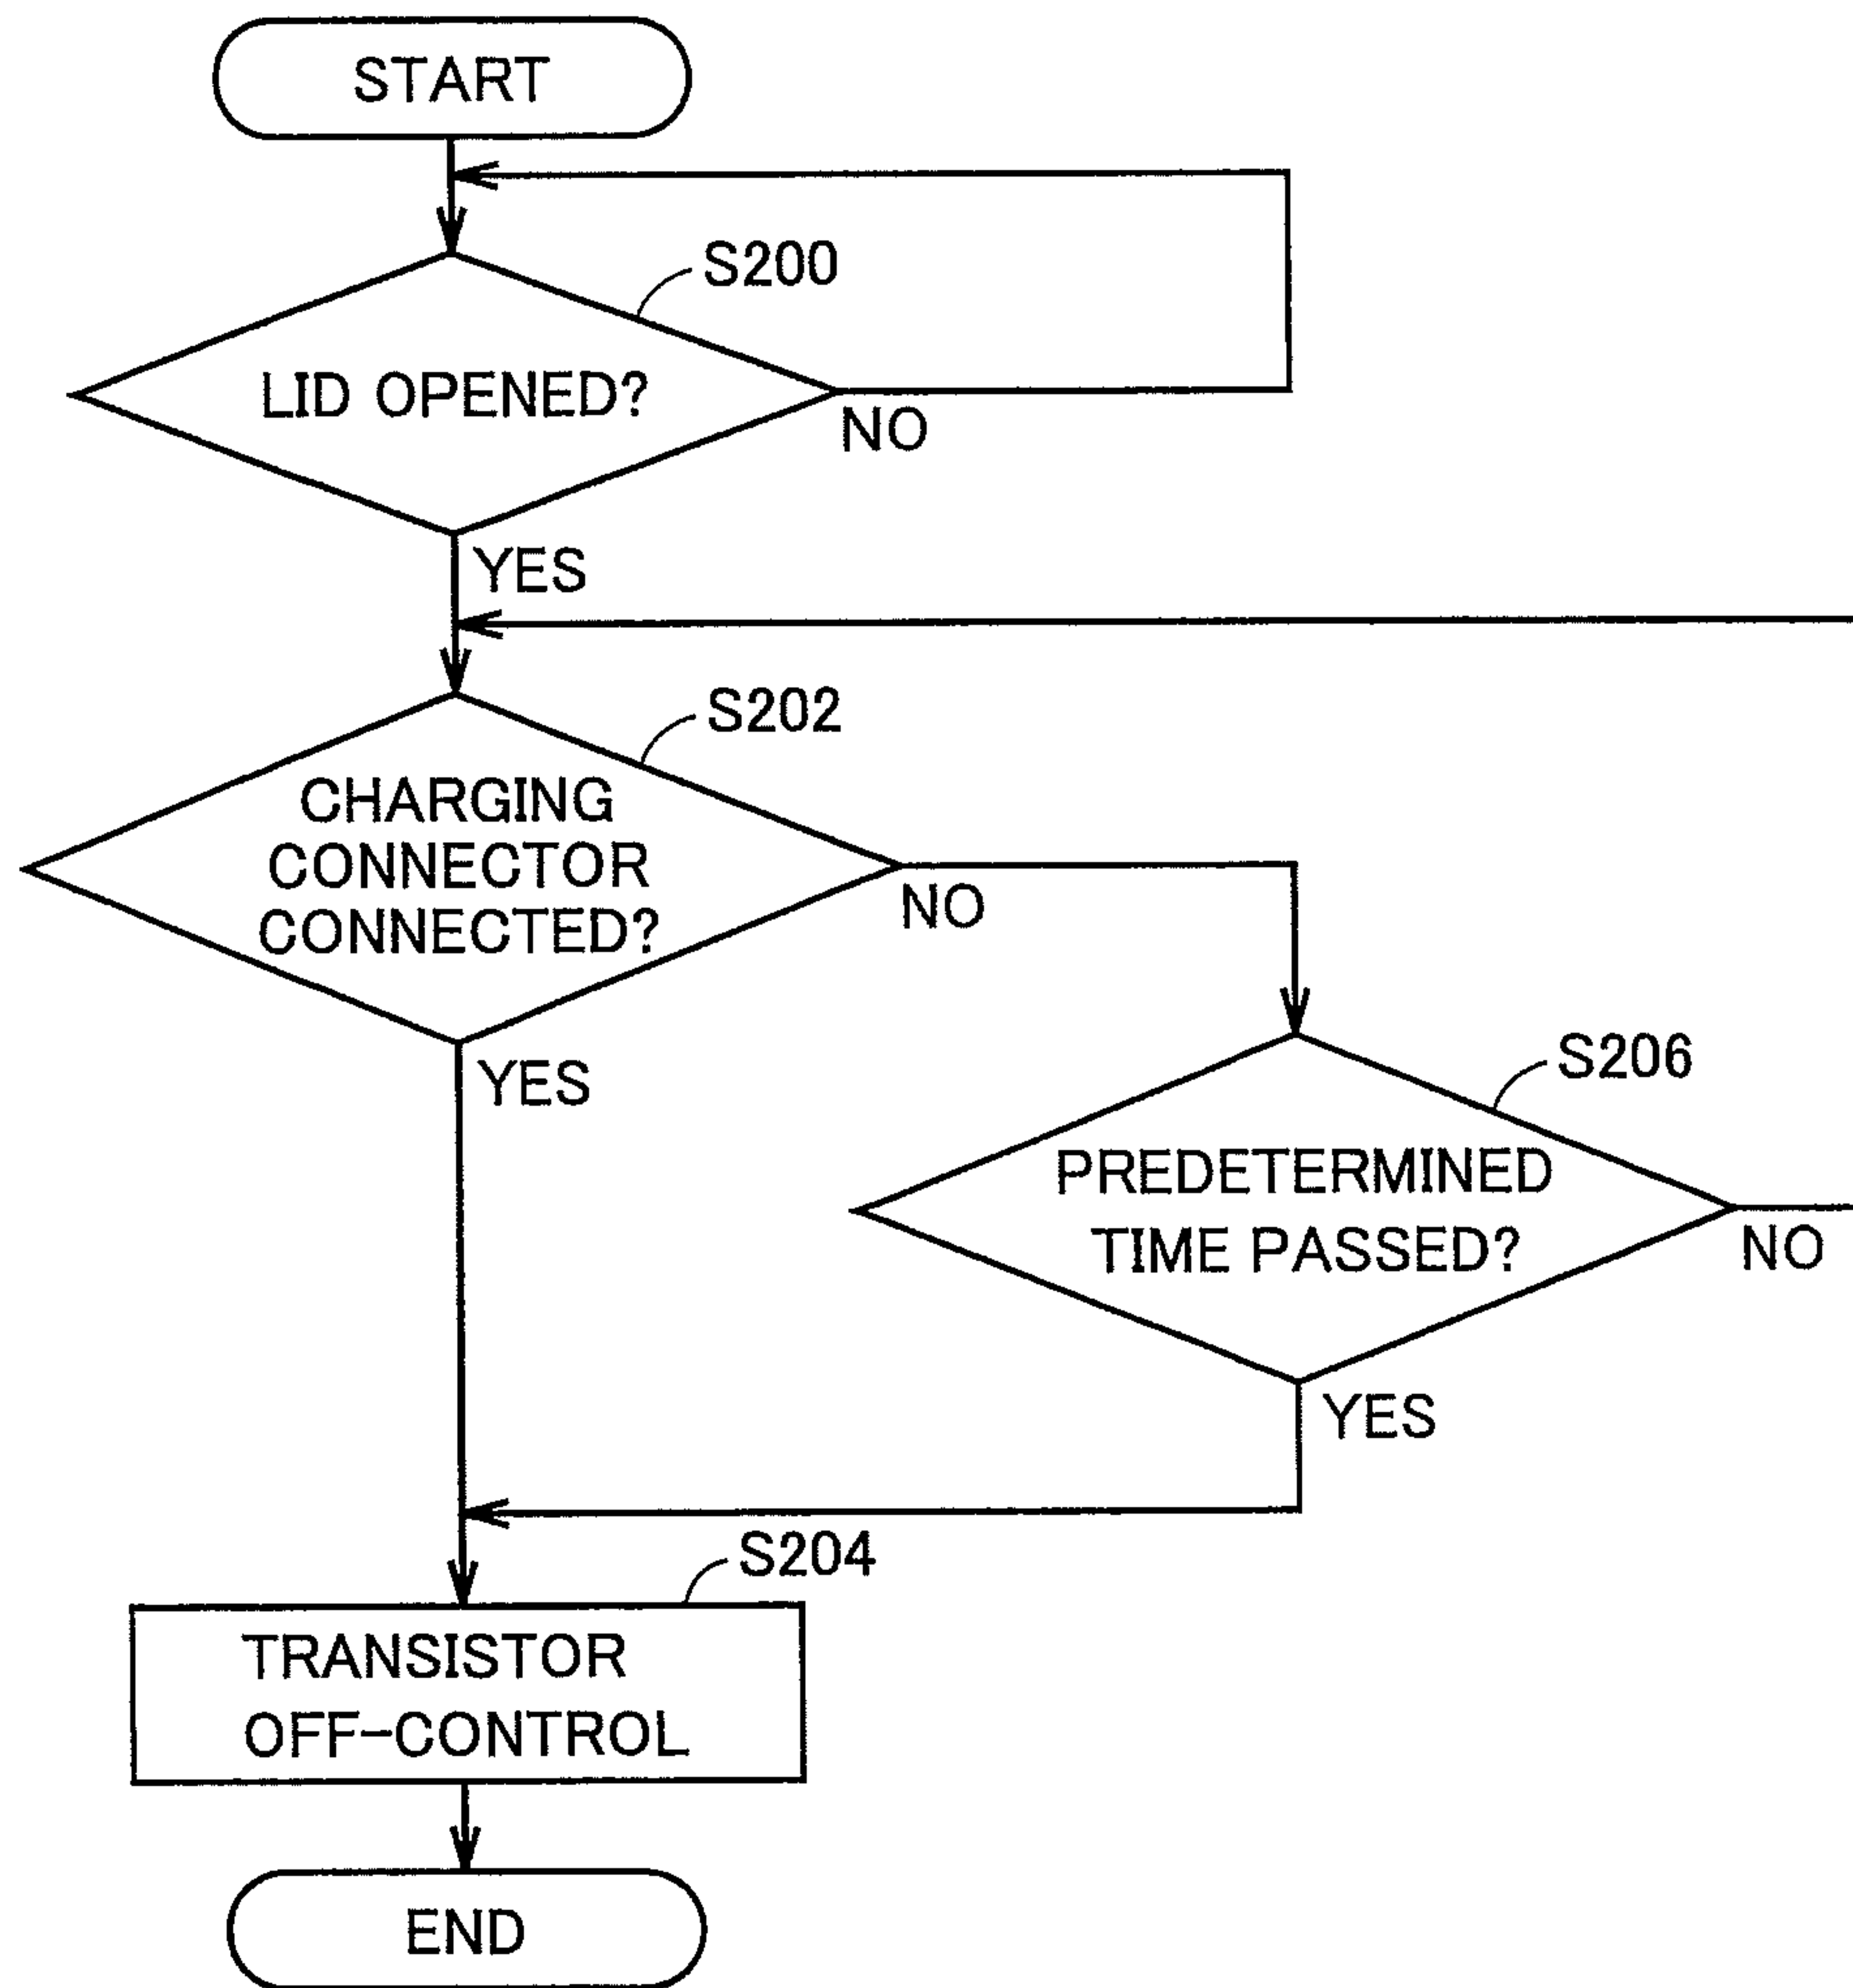 START
S200
LID OPENED?
NO
YES
S202
CHARGING
CONNECTOR
CONNECTED?
NO
YES
S206
PREDETERMINED
TIME PASSED?
NO
YES
S204
TRANSISTOR
OFF-CONTROL
END